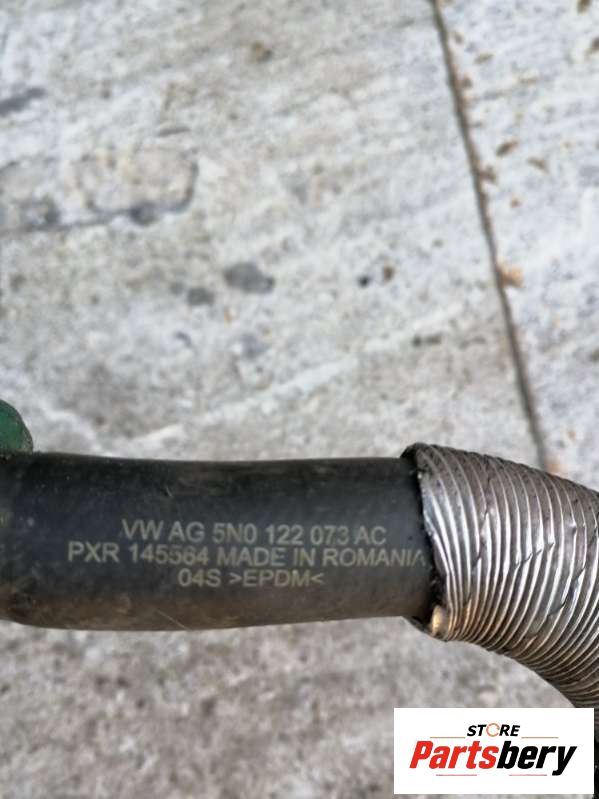 VW AG 5N0 122 073 AC
PXR 145564 MADE IN ROMANIA
04S >EPDM<
STORE
Partsbery